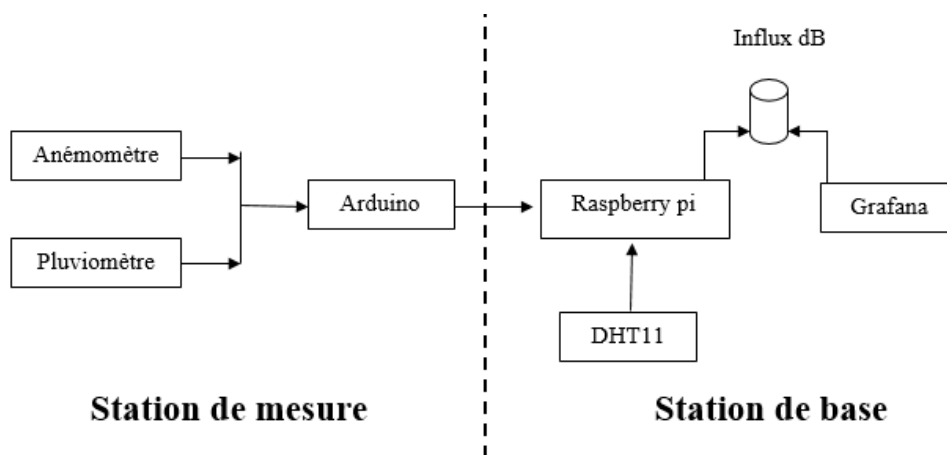 Influx dB
Anémomètre
Arduino
Raspberry pi
Grafana
Pluviomètre
DHT11
Station de mesure
Station de base